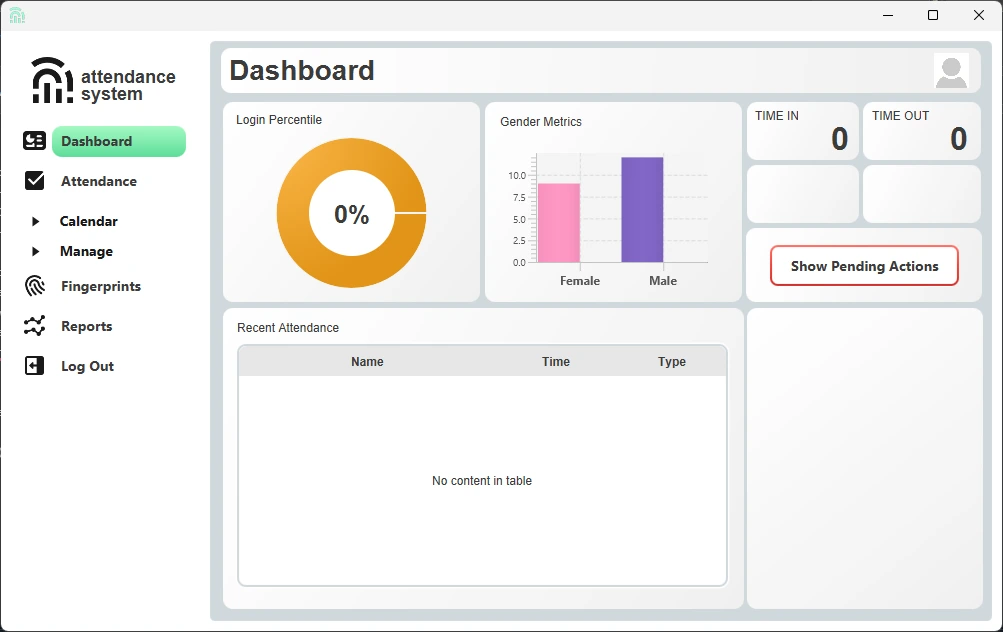 attendance
system
Dashboard
Attendance
Calendar
Manage
Fingerprints
Reports
Log Out
Dashboard
Login Percentile
0%
Gender Metrics
10.0
7.5
5.0
2.5
0.0
Female Male
TIME IN
0
TIME OUT
0
Show Pending Actions
Recent Attendance
Name Time Type
No content in table